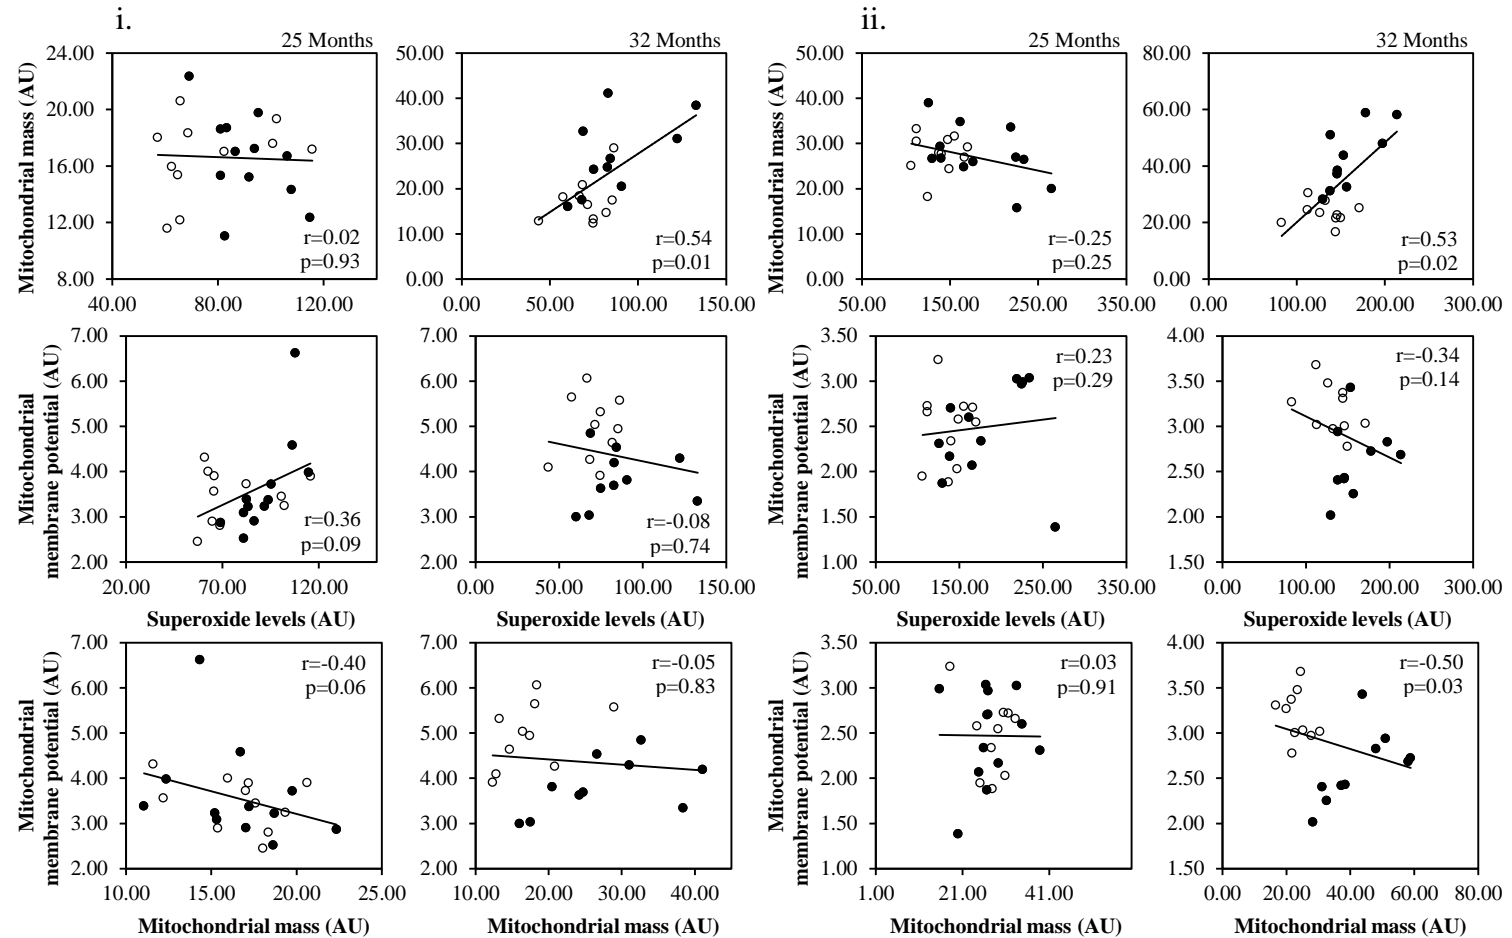 i.
ii.
25 Months
32 Months
25 Months
32 Months
Mitochondrial mass (AU)
24.00
20.00
16.00
12.00
8.00
40.00 80.00 120.00
r=0.02
p=0.93
50.00
40.00
30.00
20.00
10.00
0.00
0.00 50.00 100.00 150.00
r=0.54
p=0.01
Mitochondrial mass (AU)
50.00
40.00
30.00
20.00
10.00
0.00
50.00 150.00 250.00 350.00
r=-0.25
p=0.25
80.00
60.00
40.00
20.00
0.00
0.00 100.00 200.00 300.00
r=0.53
p=0.02
Mitochondrial
membrane potential (AU)
7.00
6.00
5.00
4.00
3.00
2.00
20.00 70.00 120.00
r=0.36
p=0.09
Superoxide levels (AU)
7.00
6.00
5.00
4.00
3.00
2.00
0.00 50.00 100.00 150.00
r=-0.08
p=0.74
Superoxide levels (AU)
Mitochondrial
membrane potential (AU)
3.50
3.00
2.50
2.00
1.50
1.00
50.00 150.00 250.00 350.00
r=0.23
p=0.29
Superoxide levels (AU)
4.00
3.50
3.00
2.50
2.00
1.50
0.00 100.00 200.00 300.00
r=-0.34
p=0.14
Superoxide levels (AU)
Mitochondrial
membrane potential (AU)
7.00
6.00
5.00
4.00
3.00
2.00
10.00 15.00 20.00 25.00
r=-0.40
p=0.06
Mitochondrial mass (AU)
7.00
6.00
5.00
4.00
3.00
2.00
10.00 20.00 30.00 40.00
r=-0.05
p=0.83
Mitochondrial mass (AU)
Mitochondrial
membrane potential (AU)
3.50
3.00
2.50
2.00
1.50
1.00
1.00 21.00 41.00
r=0.03
p=0.91
Mitochondrial mass (AU)
4.00
3.50
3.00
2.50
2.00
1.50
0.00 20.00 40.00 60.00 80.00
r=-0.50
p=0.03
Mitochondrial mass (AU)